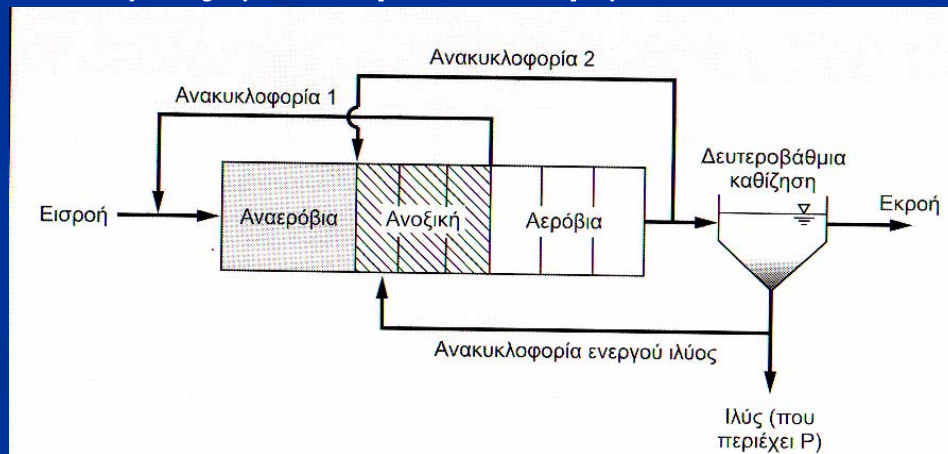 Ανακυκλοφορία 2
Ανακυκλοφορία 1
Δευτεροβάθμια
καθίζηση
Εισροή
Αναερόβια
Ανοξική
Αερόβια
Εκροή
Ανακυκλοφορία ενεργού ιλύος
Ιλύς (που
περιέχει P)